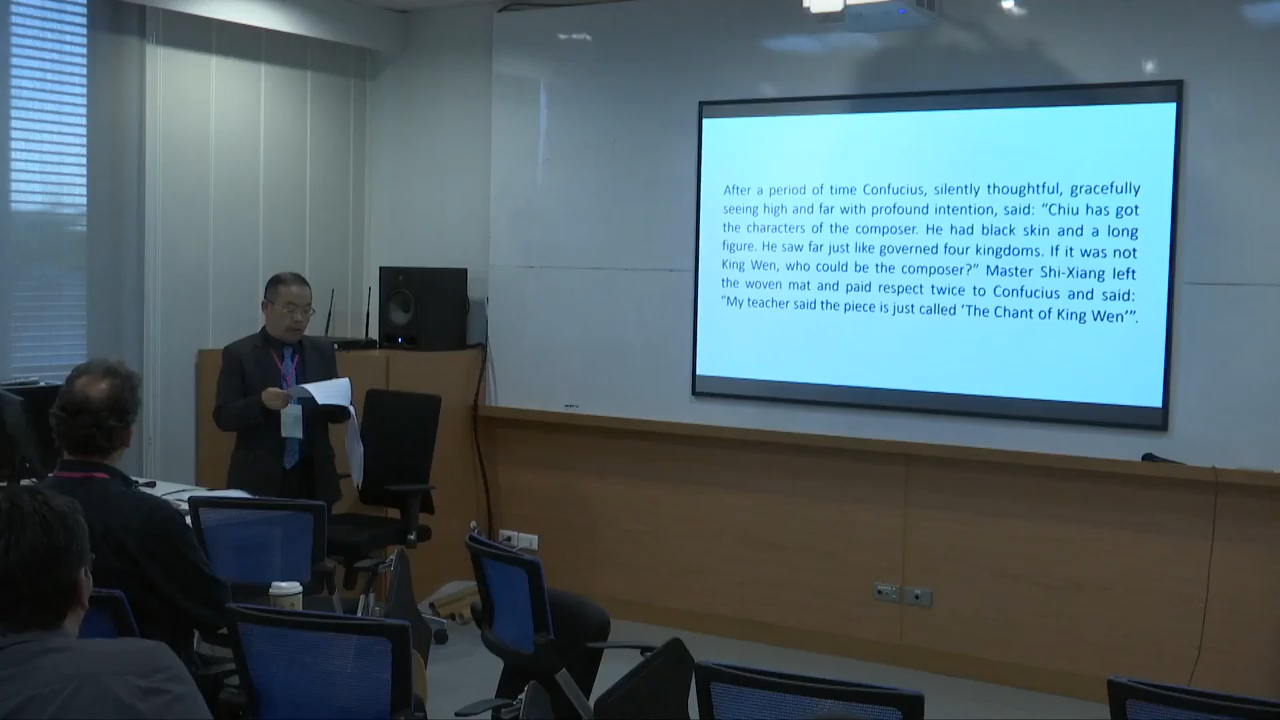 After a period of time Confucius, silently thoughtful, gracefully
seeing high and far with profound intention, said: “Chiu has got
the characters of the composer. He had black skin and a long
figure. He saw far just like governed four kingdoms. If it was not
King Wen, who could be the composer?” Master Shi-Xiang left
the woven mat and paid respect twice to Confucius and said:
“My teacher said the piece is just called ‘The Chant of King Wen’”.